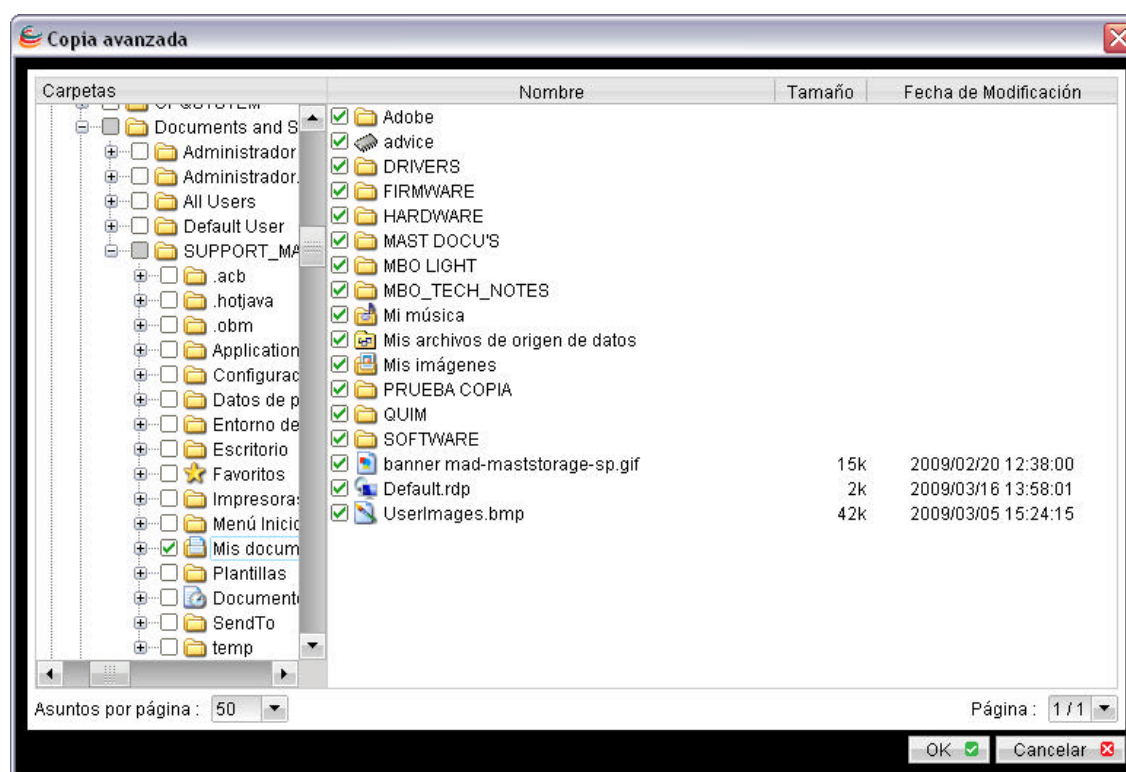 Copia avanzada
Carpetas
Nombre
Tamaño
Fecha de Modificación
Documents and S
Administrador
Administrador.
All Users
Default User
SUPPORT_MA
.acb
.hotjava
.obm
Application
Configurac
Datos de p
Entorno de
Escritorio
Favoritos
Impresoras
Menú Inicio
Mis docum
Plantillas
Documento
SendTo
temp
Adobe
advice
DRIVERS
FIRMWARE
HARDWARE
MAST DOCU'S
MBO LIGHT
MBO_TECH_NOTES
Mi música
Mis archivos de origen de datos
Mis imágenes
PRUEBA COPIA
QUIM
SOFTWARE
banner mad-maststorage-sp.gif 15k 2009/02/20 12:38:00
Default.rdp 2k 2009/03/16 13:58:01
UserImages.bmp 42k 2009/03/05 15:24:15
Asuntos por página : 50
Página : 1 / 1
OK
Cancelar